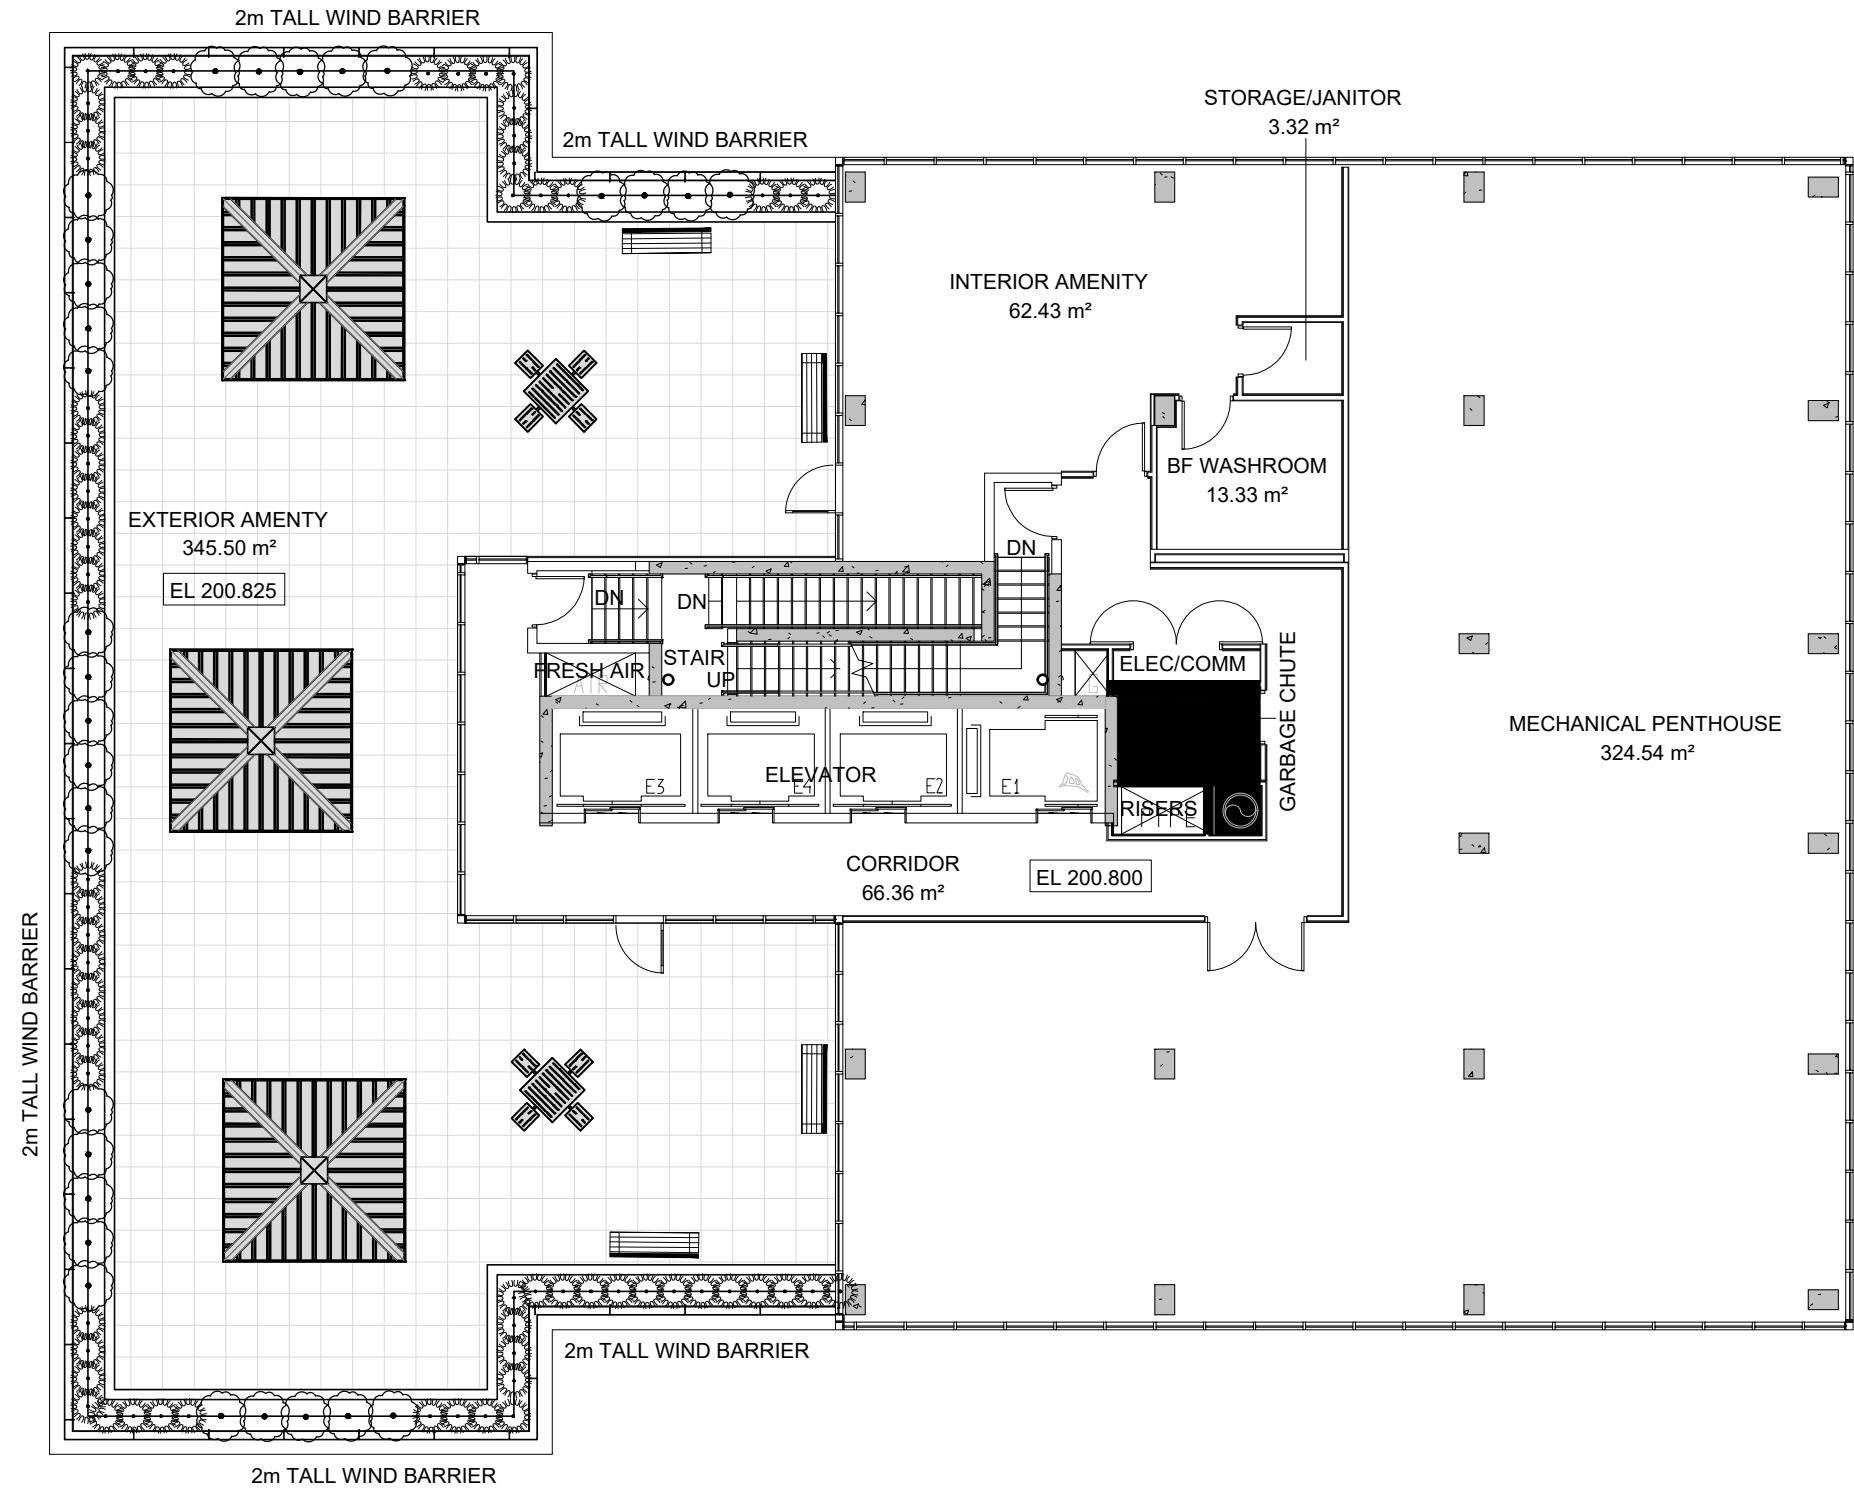 2m TALL WIND BARRIER
STORAGE/JANITOR
3.32 m²
2m TALL WIND BARRIER
INTERIOR AMENITY
62.43 m²
BF WASHROOM
13.33 m²
EXTERIOR AMENTY
345.50 m²
EL 200.825
DN
DN
DN
STAIR
UP
FRESH AIR
AIR
ELEC/COMM
G
GARBAGE CHUTE
MECHANICAL PENTHOUSE
324.54 m²
ELEVATOR
E3
E4
E2
E1
RISERS
CORRIDOR
66.36 m²
EL 200.800
2m TALL WIND BARRIER
2m TALL WIND BARRIER
2m TALL WIND BARRIER